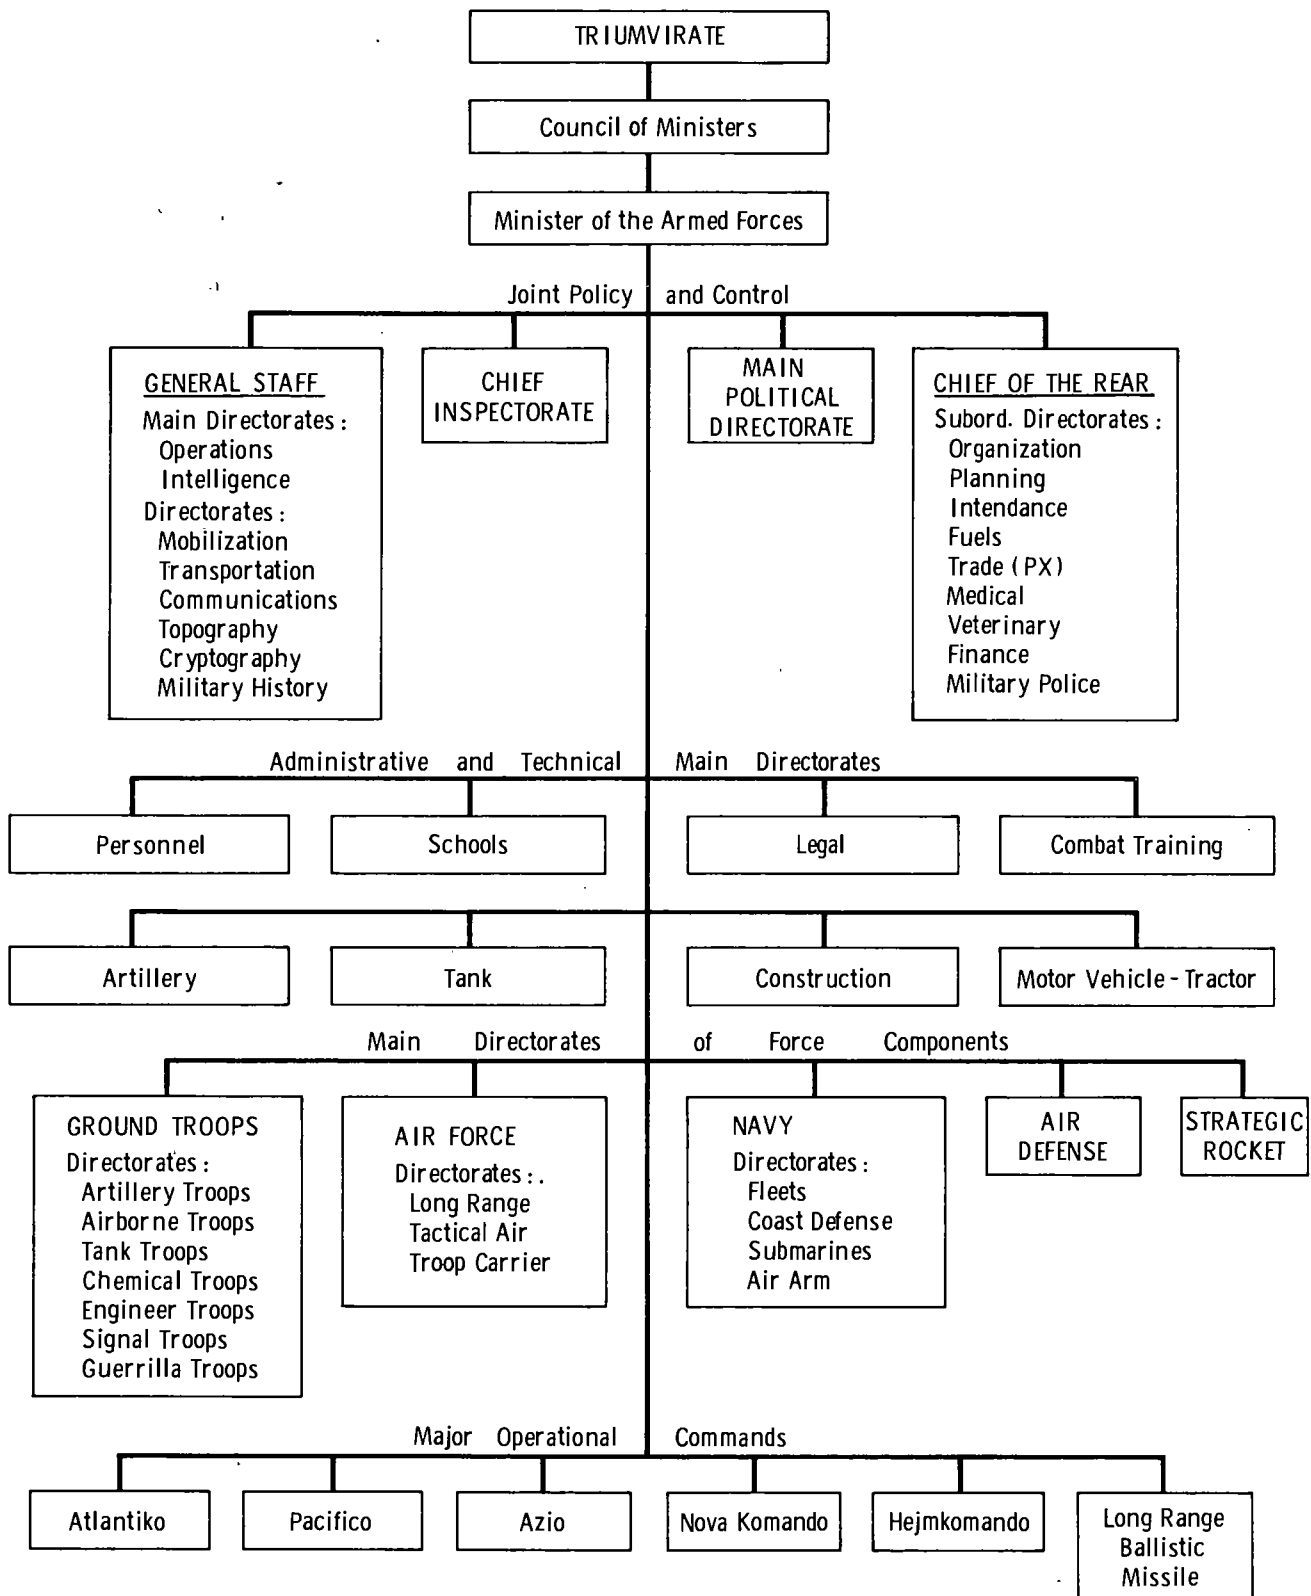 TRIUMVIRATE
Council of Ministers
Minister of the Armed Forces
Joint Policy and Control
GENERAL STAFF
Main Directorates:
Operations
Intelligence
Directorates:
Mobilization
Transportation
Communications
Topography
Cryptography
Military History
CHIEF
INSPECTORATE
MAIN
POLITICAL
DIRECTORATE
CHIEF OF THE REAR
Subord. Directorates:
Organization
Planning
Intendance
Fuels
Trade (PX)
Medical
Veterinary
Finance
Military Police
Administrative and Technical Main Directorates
Personnel
Schools
Legal
Combat Training
Artillery
Tank
Construction
Motor Vehicle - Tractor
Main Directorates of Force Components
GROUND TROOPS
Directorates:
Artillery Troops
Airborne Troops
Tank Troops
Chemical Troops
Engineer Troops
Signal Troops
Guerrilla Troops
AIR FORCE
Directorates:.
Long Range
Tactical Air
Troop Carrier
NAVY
Directorates:
Fleets
Coast Defense
Submarines
Air Arm
AIR
DEFENSE
STRATEGIC
ROCKET
Major Operational Commands
Atlantiko
Pacifico
Azio
Nova Komando
Hejmkomando
Long Range
Ballistic
Missile